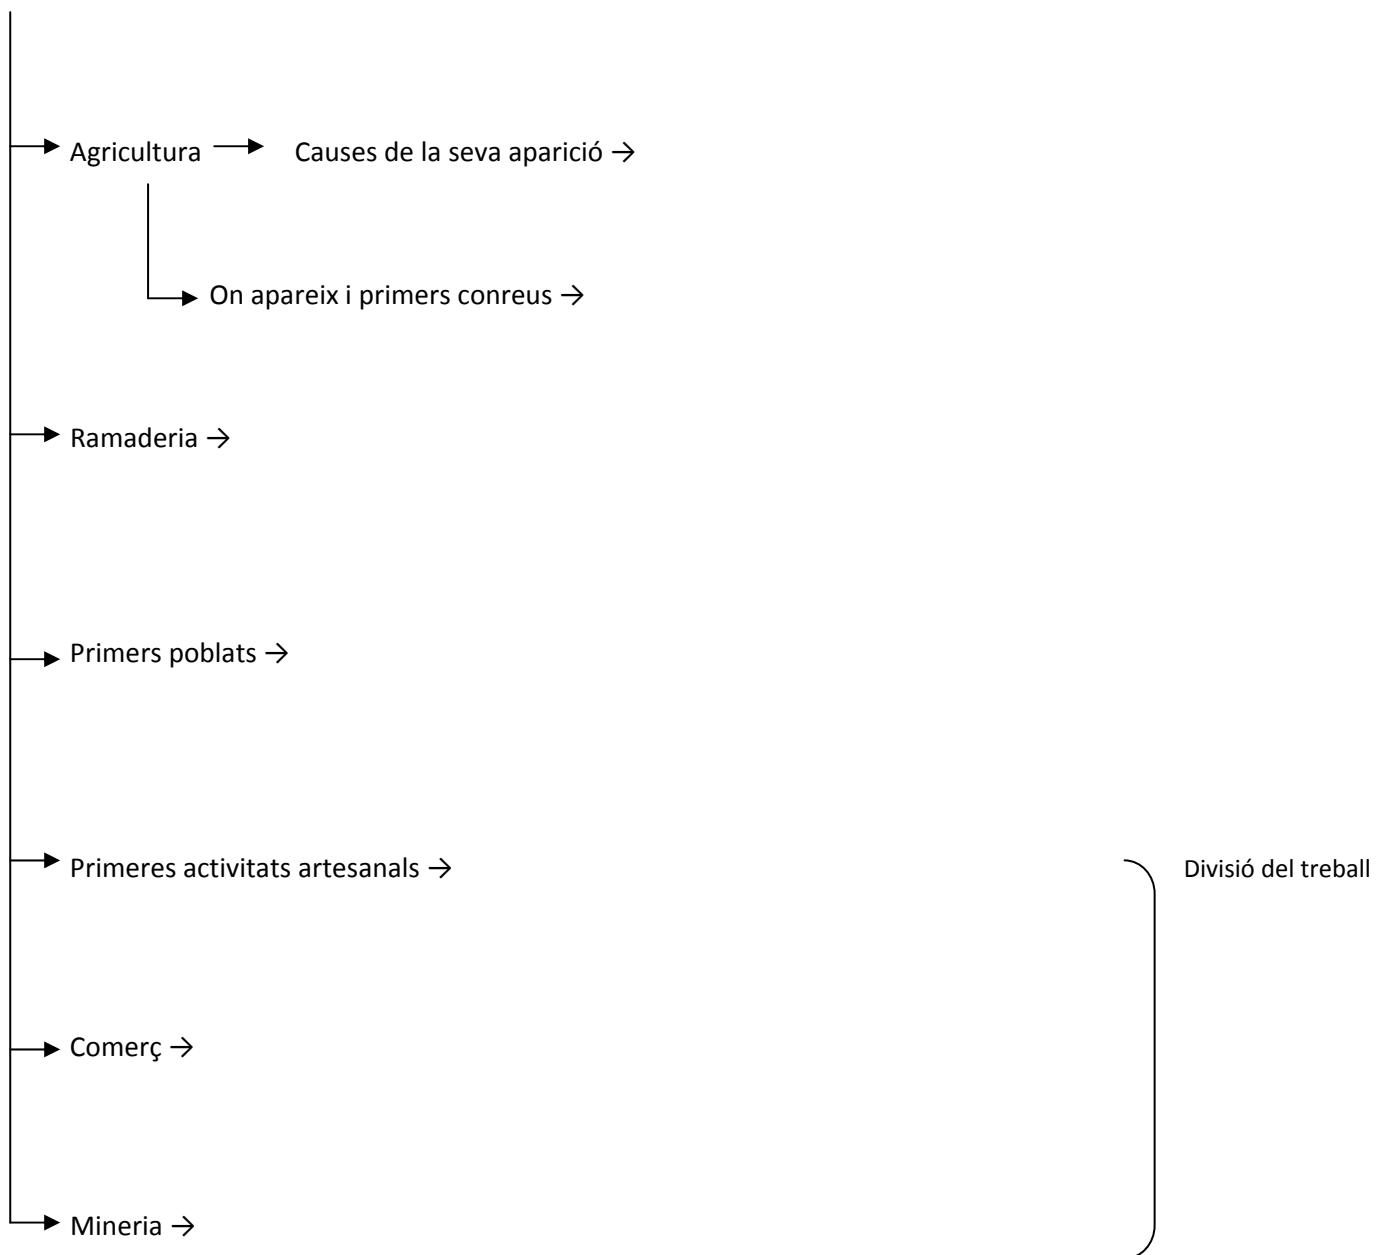 Agricultura Causes de la seva aparició →
On apareix i primers conreus →
Ramaderia →
Primers poblats →
Primeres activitats artesanals → Divisió del treball
Comerç →
Mineria →